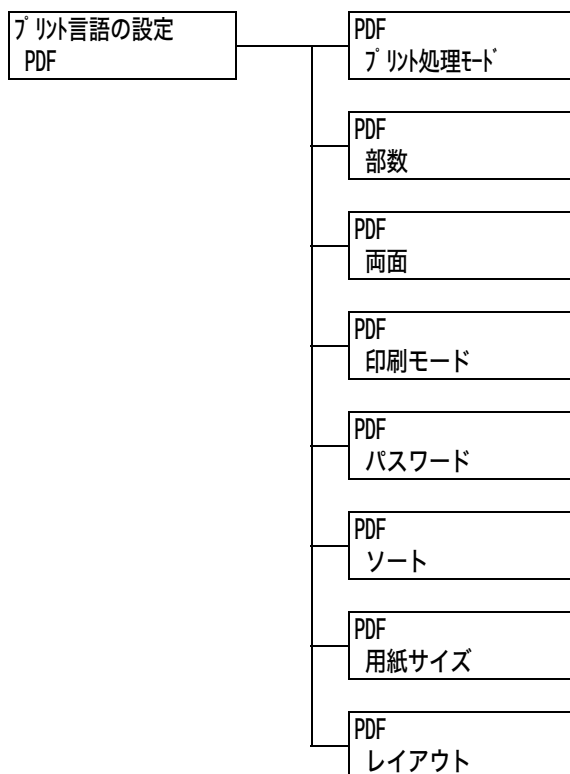 ﾌﾟﾘﾝﾄ言語の設定
PDF
PDF
ﾌﾟﾘﾝﾄ処理ﾓｰﾄﾞ
PDF
部数
PDF
両面
PDF
印刷モード
PDF
パスワード
PDF
ソート
PDF
用紙サイズ
PDF
レイアウト